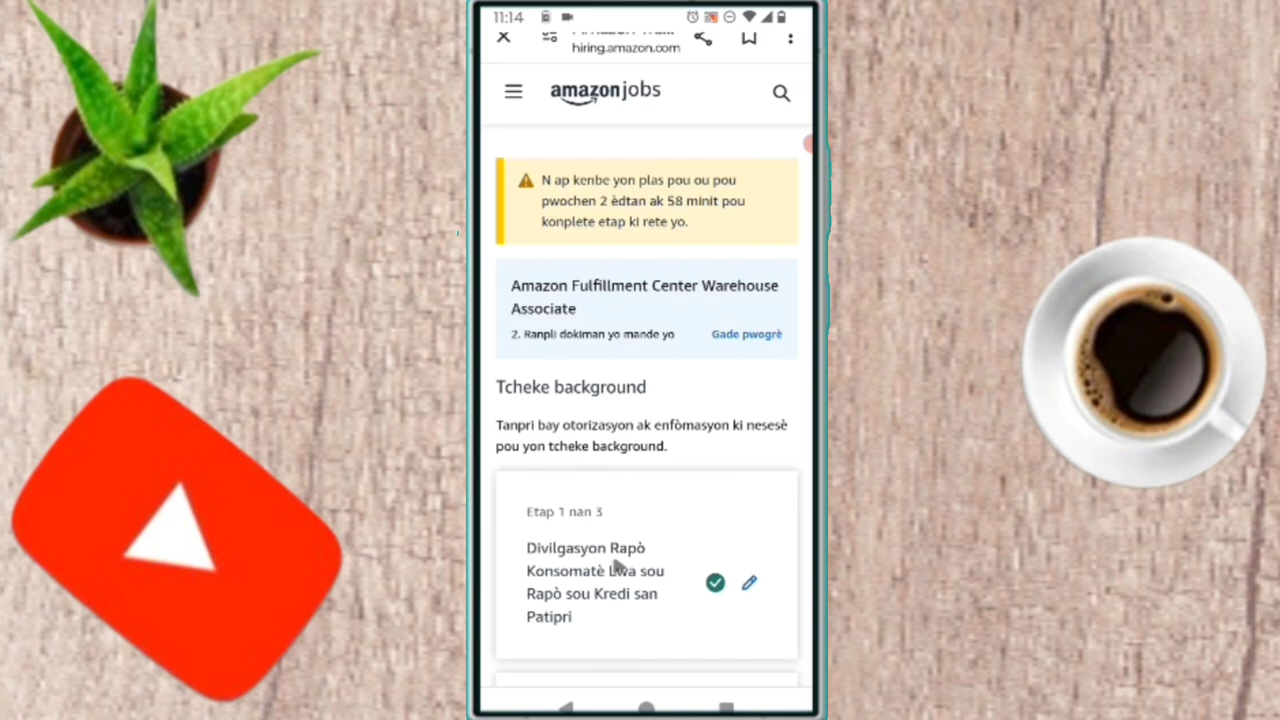 11:14
hiring.amazon.com
amazon jobs
N ap kenbe yon plas pou ou pou
pwochen 2 èdtan ak 58 minit pou
konplete etap ki rete yo.
Amazon Fulfillment Center Warehouse
Associate
2. Ranpli dokiman yo mande yo Gade pwogrè
Tcheke background
Tanpri bay otorizasyon ak enfòmasyon ki nesesè
pou yon tcheke background.
Etap 1 nan 3
Divilgasyon Rapò
Konsomatè Lwa sou
Rapò sou Kredi san
Patipri